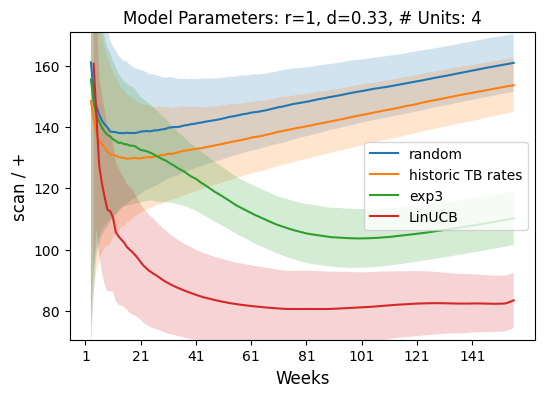 Model Parameters: r=1, d=0.33, # Units: 4
scan / +
160
140
120
100
80
random
historic TB rates
exp3
LinUCB
1 21 41 61 81 101 121 141
Weeks